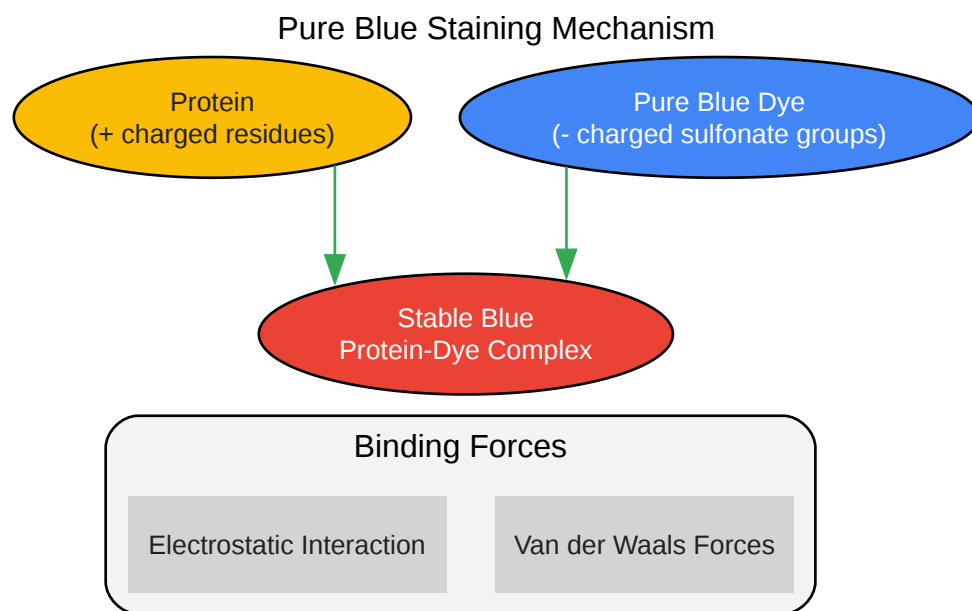 Pure Blue Staining Mechanism
Protein
(+ charged residues)
Pure Blue Dye
(- charged sulfonate groups)
Stable Blue
Protein-Dye Complex
Binding Forces
Electrostatic Interaction
Van der Waals Forces